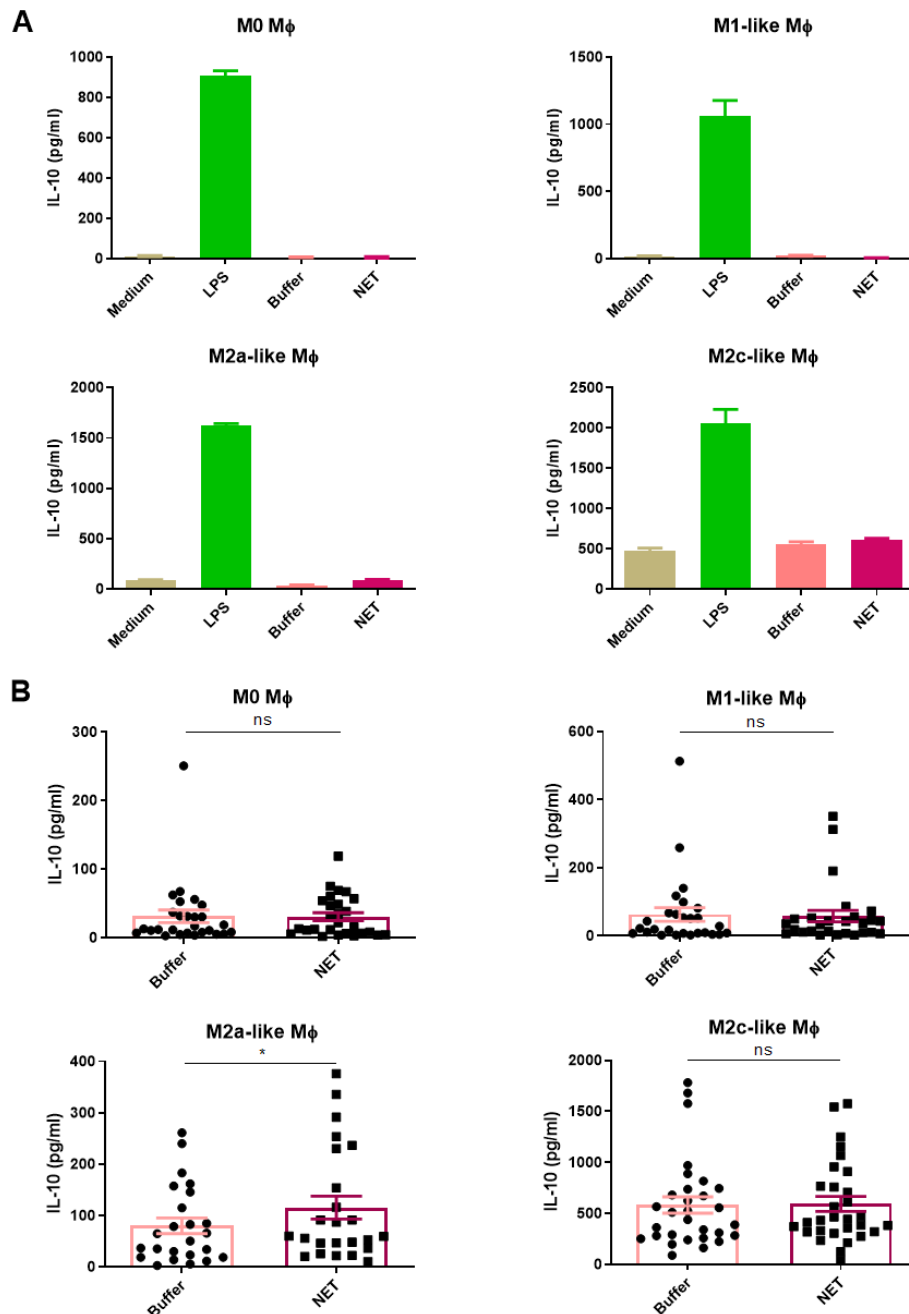 A
M0 Mϕ
IL-10 (pg/ml)
1000
800
600
400
200
0
Medium
LPS
Buffer
NET
M1-like Mϕ
IL-10 (pg/ml)
1500
1000
500
0
Medium
LPS
Buffer
NET
M2a-like Mϕ
IL-10 (pg/ml)
2000
1500
1000
500
0
Medium
LPS
Buffer
NET
M2c-like Mϕ
IL-10 (pg/ml)
2500
2000
1500
1000
500
0
Medium
LPS
Buffer
NET
B
M0 Mϕ
ns
IL-10 (pg/ml)
300
200
100
0
Buffer
NET
M1-like Mϕ
ns
IL-10 (pg/ml)
600
400
200
0
Buffer
NET
M2a-like Mϕ
*
IL-10 (pg/ml)
400
300
200
100
0
Buffer
NET
M2c-like Mϕ
ns
IL-10 (pg/ml)
2000
1500
1000
500
0
Buffer
NET